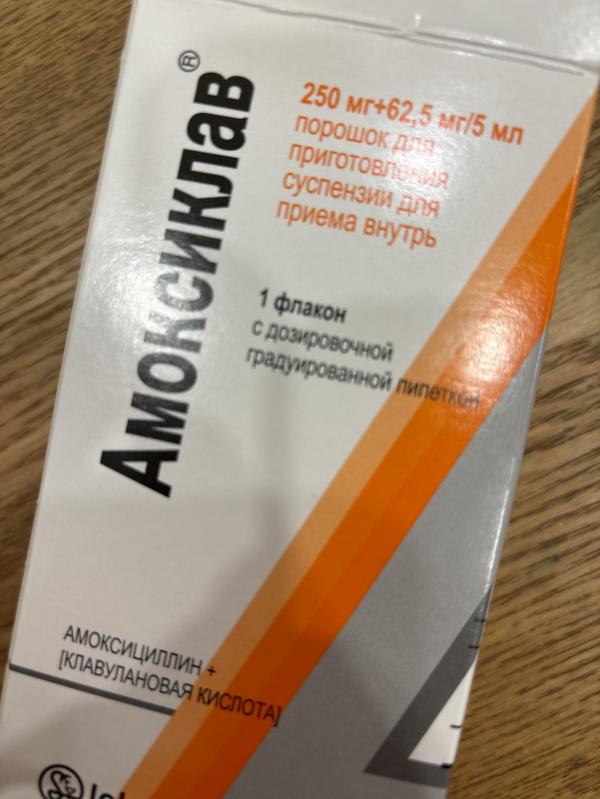 Амоксиклав®
250 мг+62,5 мг/5 мл
порошок для
приготовления
суспензии для
приема внутрь
1 флакон
с дозировочной
градуированной пипеткой
АМОКСИЦИЛЛИН +
[КЛАВУЛАНОВАЯ КИСЛОТА]